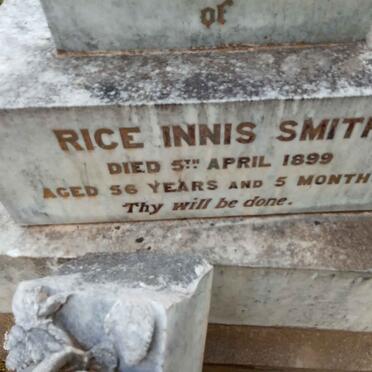 of
RICE INNIS SMITH
DIED 5TH APRIL 1899
AGED 56 YEARS AND 5 MONTH
Thy will be done.